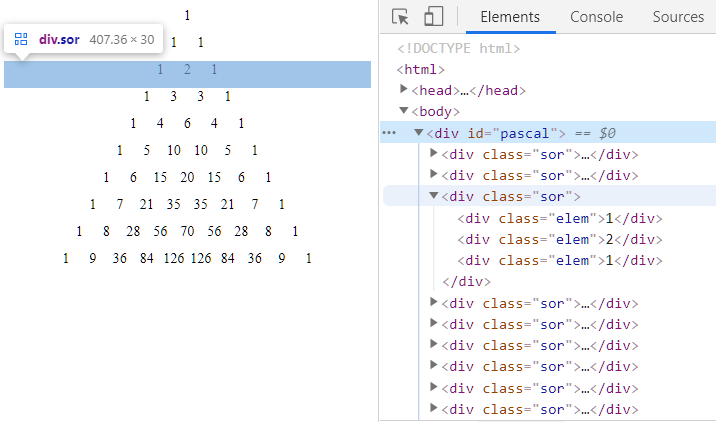 1
div.sor 407.36 × 30
1 1
1 2 1
1 3 3 1
1 4 6 4 1
1 5 10 10 5 1
1 6 15 20 15 6 1
1 7 21 35 35 21 7 1
1 8 28 56 70 56 28 8 1
1 9 36 84 126 126 84 36 9 1
Elements Console Sources
<!DOCTYPE html>
<html>
<head>…</head>
<body>
<div id="pascal"> == $0
<div class="sor">…</div>
<div class="sor">…</div>
<div class="sor">
<div class="elem">1</div>
<div class="elem">2</div>
<div class="elem">1</div>
</div>
<div class="sor">…</div>
<div class="sor">…</div>
<div class="sor">…</div>
<div class="sor">…</div>
<div class="sor">…</div>
<div class="sor">…</div>